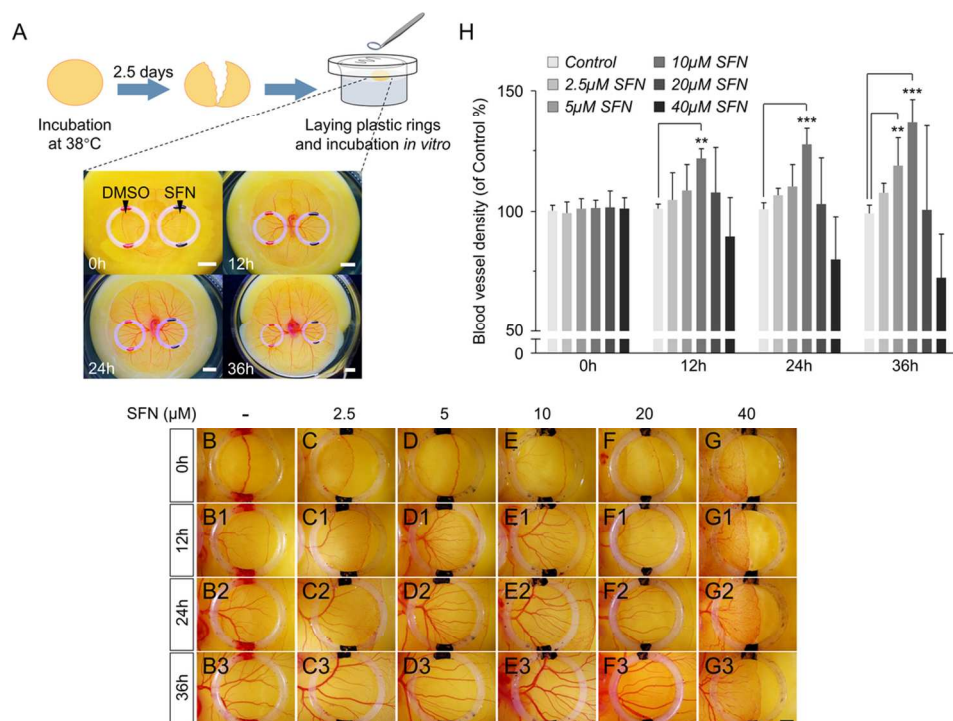 A
2.5 days
Incubation
at 38°C
Laying plastic rings
and incubation in vitro
DMSO SFN
0h
12h
24h
36h
H
Control
2.5µM SFN
5µM SFN
10µM SFN
20µM SFN
40µM SFN
Blood vessel density (of Control %)
150
100
50
0
**
***
**
***
0h 12h 24h 36h
SFN (µM) - 2.5 5 10 20 40
0h
B C D E F G
12h
B1 C1 D1 E1 F1 G1
24h
B2 C2 D2 E2 F2 G2
36h
B3 C3 D3 E3 F3 G3